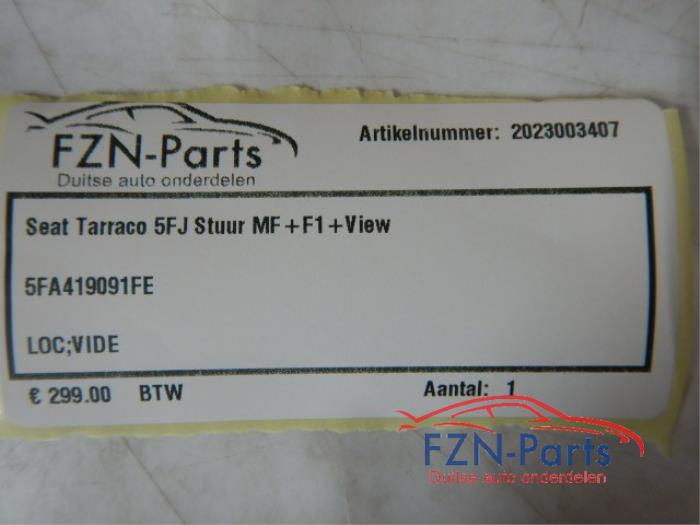 FZN-Parts
Duitse auto onderdelen
Artikelnummer: 2023003407
Seat Tarraco 5FJ Stuur MF+F1+View
5FA419091FE
LOC;VIDE
€ 299.00 BTW
Aantal: 1
FZN-Parts
Duitse auto onderdelen